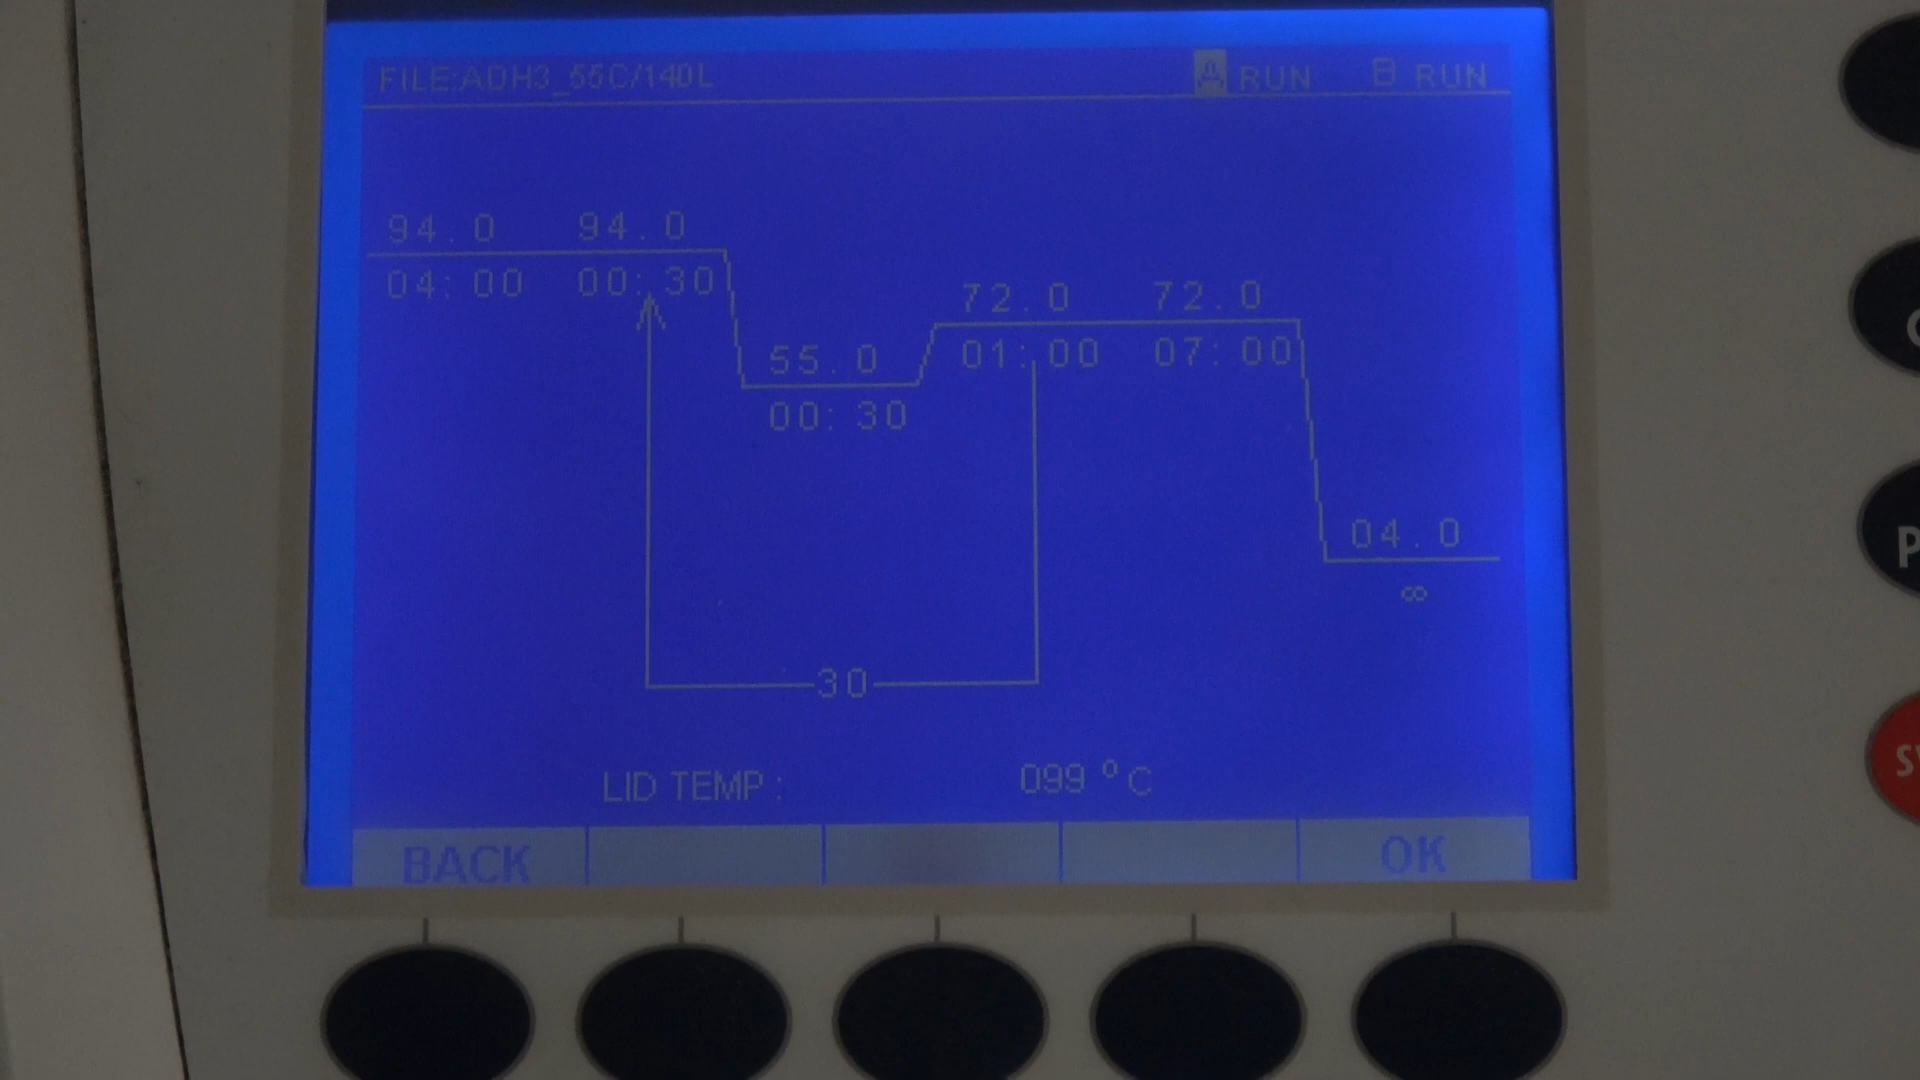 FILE:ADH3_55C/140L A RUN B RUN
94.0 94.0
04:00 00:30
72.0 72.0
55.0 01:00 07:00
00:30
04.0
∞
30
LID TEMP: 099 °C
BACK OK